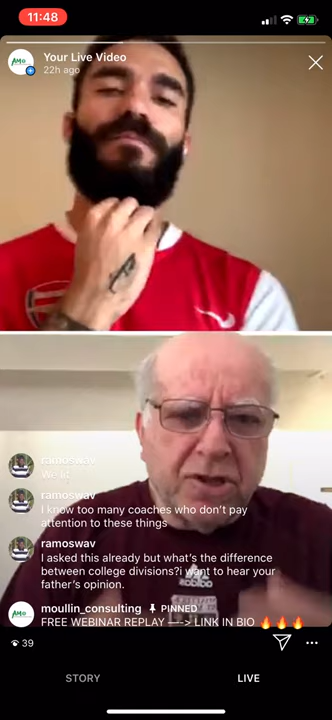 11:48
Your Live Video
22h ago
ramoswav
ramoswav
I know too many coaches who don't pay
attention to these things
ramoswav
I asked this already but what's the difference
between college divisions?i want to hear your
father's opinion.
moullin_consulting PINNED
FREE WEBINAR REPLAY —-> LINK IN BIO 🔥🔥🔥
adidas
39
STORY
LIVE